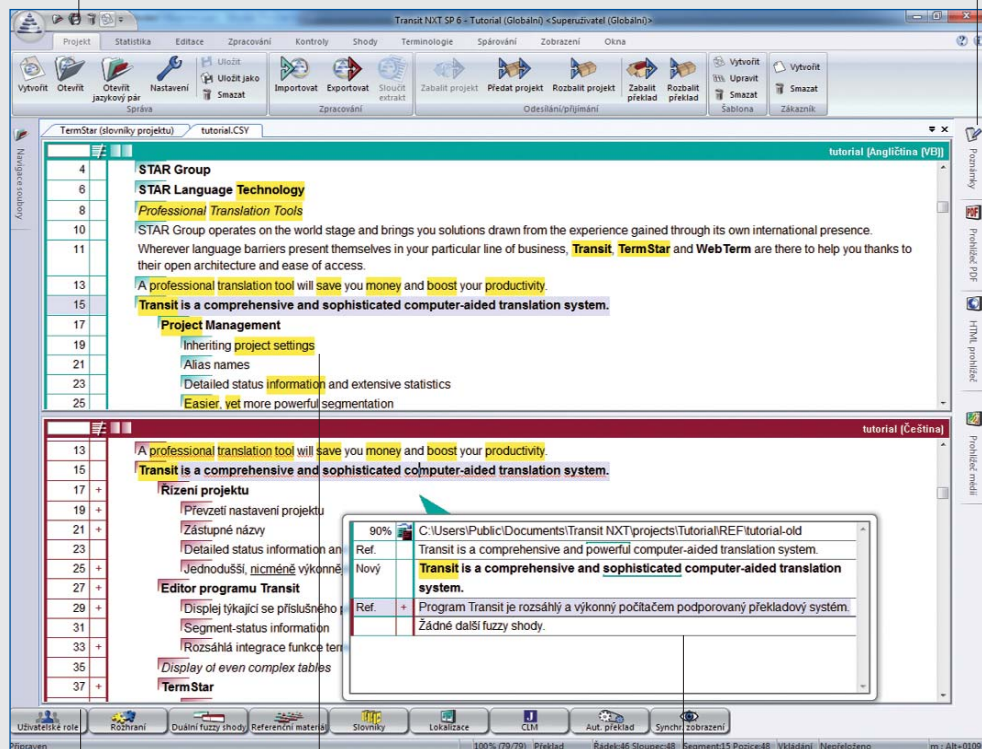 Transit NXT SP 6 - Tutorial (Globální) <Superuživatel (Globální)>
Projekt Statistika Editace Zpracování Kontroly Shody Terminologie Spárování Zobrazení Okna
Vytvořit Otevřít Otevřít jazykový pár Nastavení Uložit Uložit jako Smazat
Importovat Exportovat Sloučit extrakt
Zabalit projekt Předat projekt Rozbalit projekt Zabalit překlad Rozbalit překlad
Vytvořit Upravit Smazat
Vytvořit Smazat
Správa Zpracování Odesílání/přijímání Šablona Zákazník
TermStar (slovníky projektu) tutorial.CSY
Navigace soubory
tutorial (Angličtina (VB))
4 STAR Group
6 STAR Language Technology
8 Professional Translation Tools
10 STAR Group operates on the world stage and brings you solutions drawn from the experience gained through its own international presence.
11 Wherever language barriers present themselves in your particular line of business, Transit, TermStar and WebTerm are there to help you thanks to
their open architecture and ease of access.
13 A professional translation tool will save you money and boost your productivity.
15 Transit is a comprehensive and sophisticated computer-aided translation system.
17 Project Management
19 Inheriting project settings
21 Alias names
23 Detailed status information and extensive statistics
25 Easier, yet more powerful segmentation
tutorial (Čeština)
13 A professional translation tool will save you money and boost your productivity.
15 Transit is a comprehensive and sophisticated computer-aided translation system.
17 + Řízení projektu
19 + Převzetí nastavení projektu
21 + Zástupné názvy
23 Detailed status information an
25 + Jednodušší, nicméně výkonně
27 + Editor programu Transit
29 + Displej týkající se příslušného p
31 Segment-status information
33 + Rozsáhlá integrace funkce ter
35 Display of even complex tables
37 + TermStar
90% C:\Users\Public\Documents\Transit NXT\projects\Tutorial\REF\tutorial-old
Ref. Transit is a comprehensive and powerful computer-aided translation system.
Nový Transit is a comprehensive and sophisticated computer-aided translation
system.
Ref. + Program Transit je rozsáhlý a výkonný počítačem podporovaný překladový systém.
Žádné další fuzzy shody.
Poznámky
PDF
Prohlížeč PDF
HTML prohlížeč
Prohlížeč médií
Uživatelské role Rozhraní Duální fuzzy shody Referenční materiál Slovníky Lokalizace CLM Aut. překlad Synchr. zobrazení
Připraven 100% (79/79) Překlad Řádek:46 Sloupec:48 Segment:15 Pozice:48 Vkládání Nepřeloženo m : Alt+0109